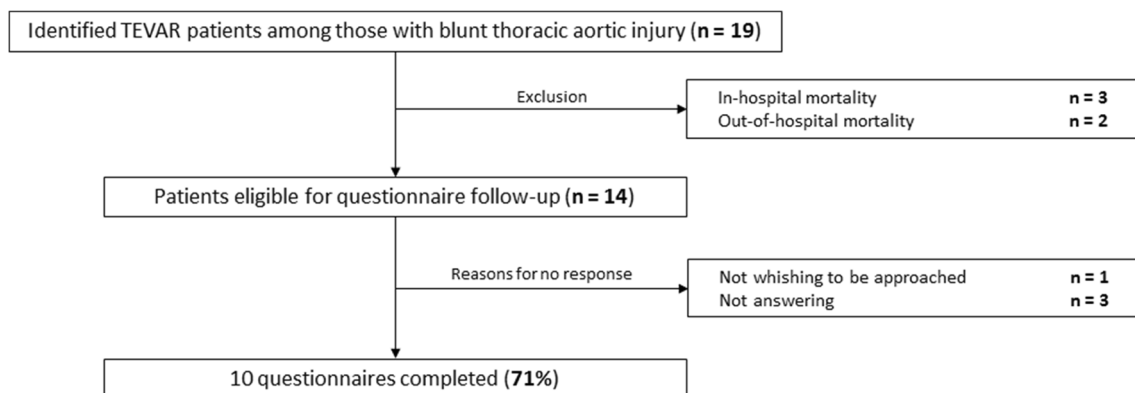 Identified TEVAR patients among those with blunt thoracic aortic injury (n = 19)
Exclusion
In-hospital mortality n = 3
Out-of-hospital mortality n = 2
Patients eligible for questionnaire follow-up (n = 14)
Reasons for no response
Not whishing to be approached n = 1
Not answering n = 3
10 questionnaires completed (71%)